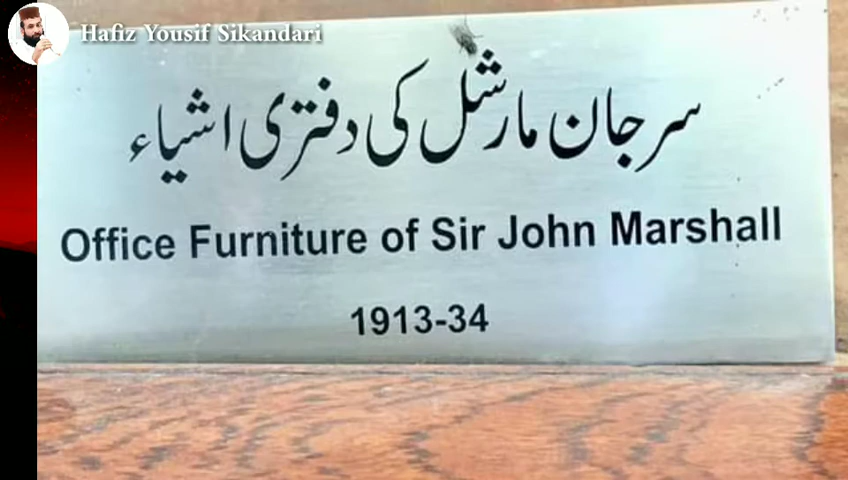 Hafiz Yousif Sikandari
سر جان مارشل کی دفتری اشیاء
Office Furniture of Sir John Marshall
1913-34